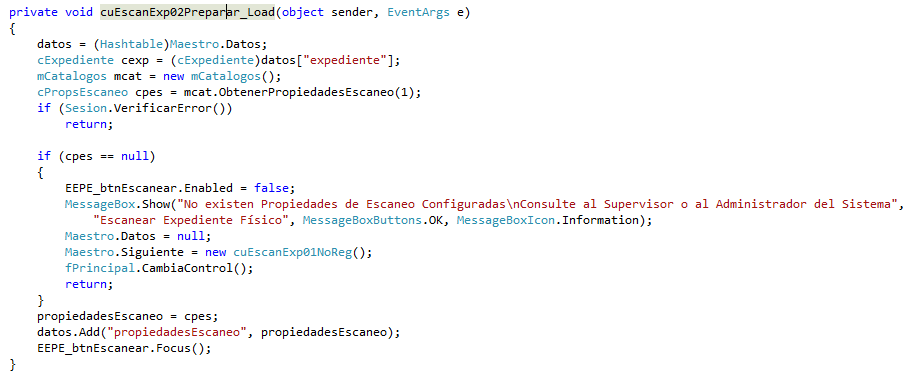 private void cuEscanExp02Preparar_Load(object sender, EventArgs e)
{
    datos = (Hashtable)Maestro.Datos;
    cExpediente cexp = (cExpediente)datos["expediente"];
    mCatalogos mcat = new mCatalogos();
    cPropsEscaneo cpes = mcat.ObtenerPropiedadesEscaneo(1);
    if (Sesion.VerificarError())
        return;

    if (cpes == null)
    {
        EEPE_btnEscanear.Enabled = false;
        MessageBox.Show("No existen Propiedades de Escaneo Configuradas\nConsulte al Supervisor o al Administrador del Sistema",
            "Escanear Expediente Físico", MessageBoxButtons.OK, MessageBoxIcon.Information);
        Maestro.Datos = null;
        Maestro.Siguiente = new cuEscanExp01NoReg();
        fPrincipal.CambiaControl();
        return;
    }
    propiedadesEscaneo = cpes;
    datos.Add("propiedadesEscaneo", propiedadesEscaneo);
    EEPE_btnEscanear.Focus();
}